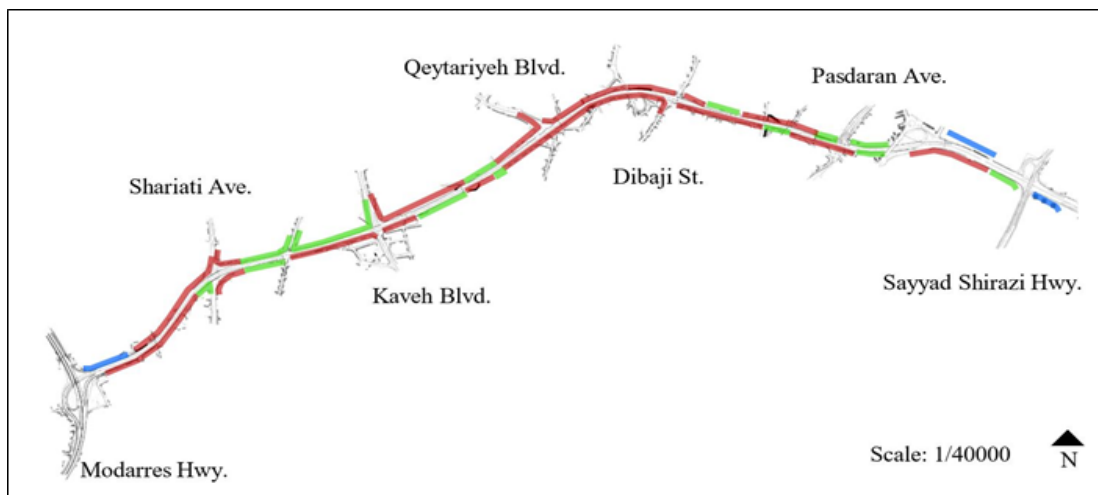 Qeytariyeh Blvd.
Pasdaran Ave.
Shariati Ave.
Dibaji St.
Kaveh Blvd.
Sayyad Shirazi Hwy.
Modarres Hwy.
Scale: 1/40000
N